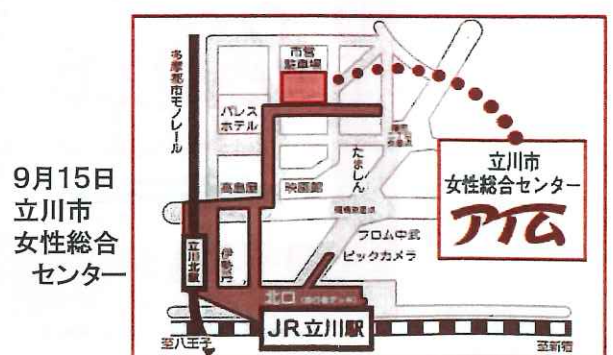 9月15日
立川市
女性総合
センター
多摩都市モノレール
市営
駐車場
パレス
ホテル
たましん
高島屋
映画館
立川市
女性総合センター
アイム
フロム中武
ビックカメラ
立川北駅
伊勢丹
北口
JR立川駅
至八王子
至新宿